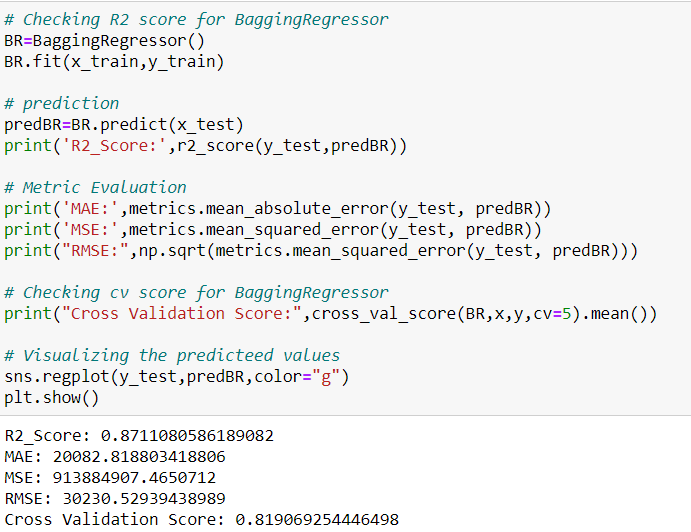 # Checking R2 score for BaggingRegressor
BR=BaggingRegressor()
BR.fit(x_train,y_train)
# prediction
predBR=BR.predict(x_test)
print('R2_Score:',r2_score(y_test,predBR))
# Metric Evaluation
print('MAE:',metrics.mean_absolute_error(y_test, predBR))
print('MSE:',metrics.mean_squared_error(y_test, predBR))
print("RMSE:",np.sqrt(metrics.mean_squared_error(y_test, predBR)))
# Checking cv score for BaggingRegressor
print("Cross Validation Score:",cross_val_score(BR,x,y,cv=5).mean())
# Visualizing the predicteed values
sns.regplot(y_test,predBR,color="g")
plt.show()
R2_Score: 0.8711080586189082
MAE: 20082.818803418806
MSE: 913884907.4650712
RMSE: 30230.52939438989
Cross Validation Score: 0.819069254446498